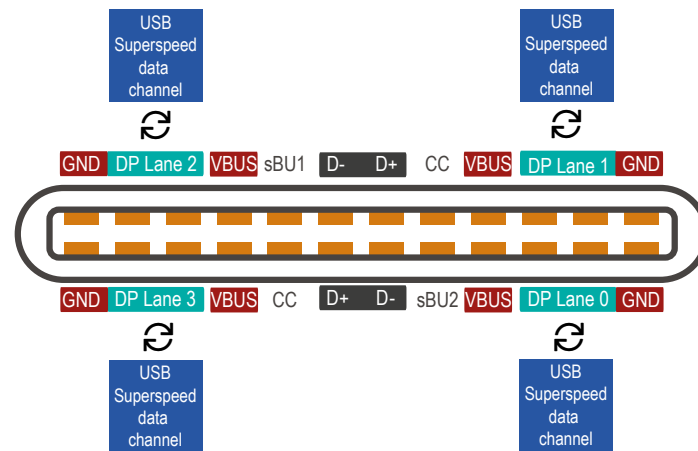 USB
Superspeed
data
channel
USB
Superspeed
data
channel
GND DP Lane 2 VBUS sBU1 D- D+ CC VBUS DP Lane 1 GND
GND DP Lane 3 VBUS CC D+ D- sBU2 VBUS DP Lane 0 GND
USB
Superspeed
data
channel
USB
Superspeed
data
channel